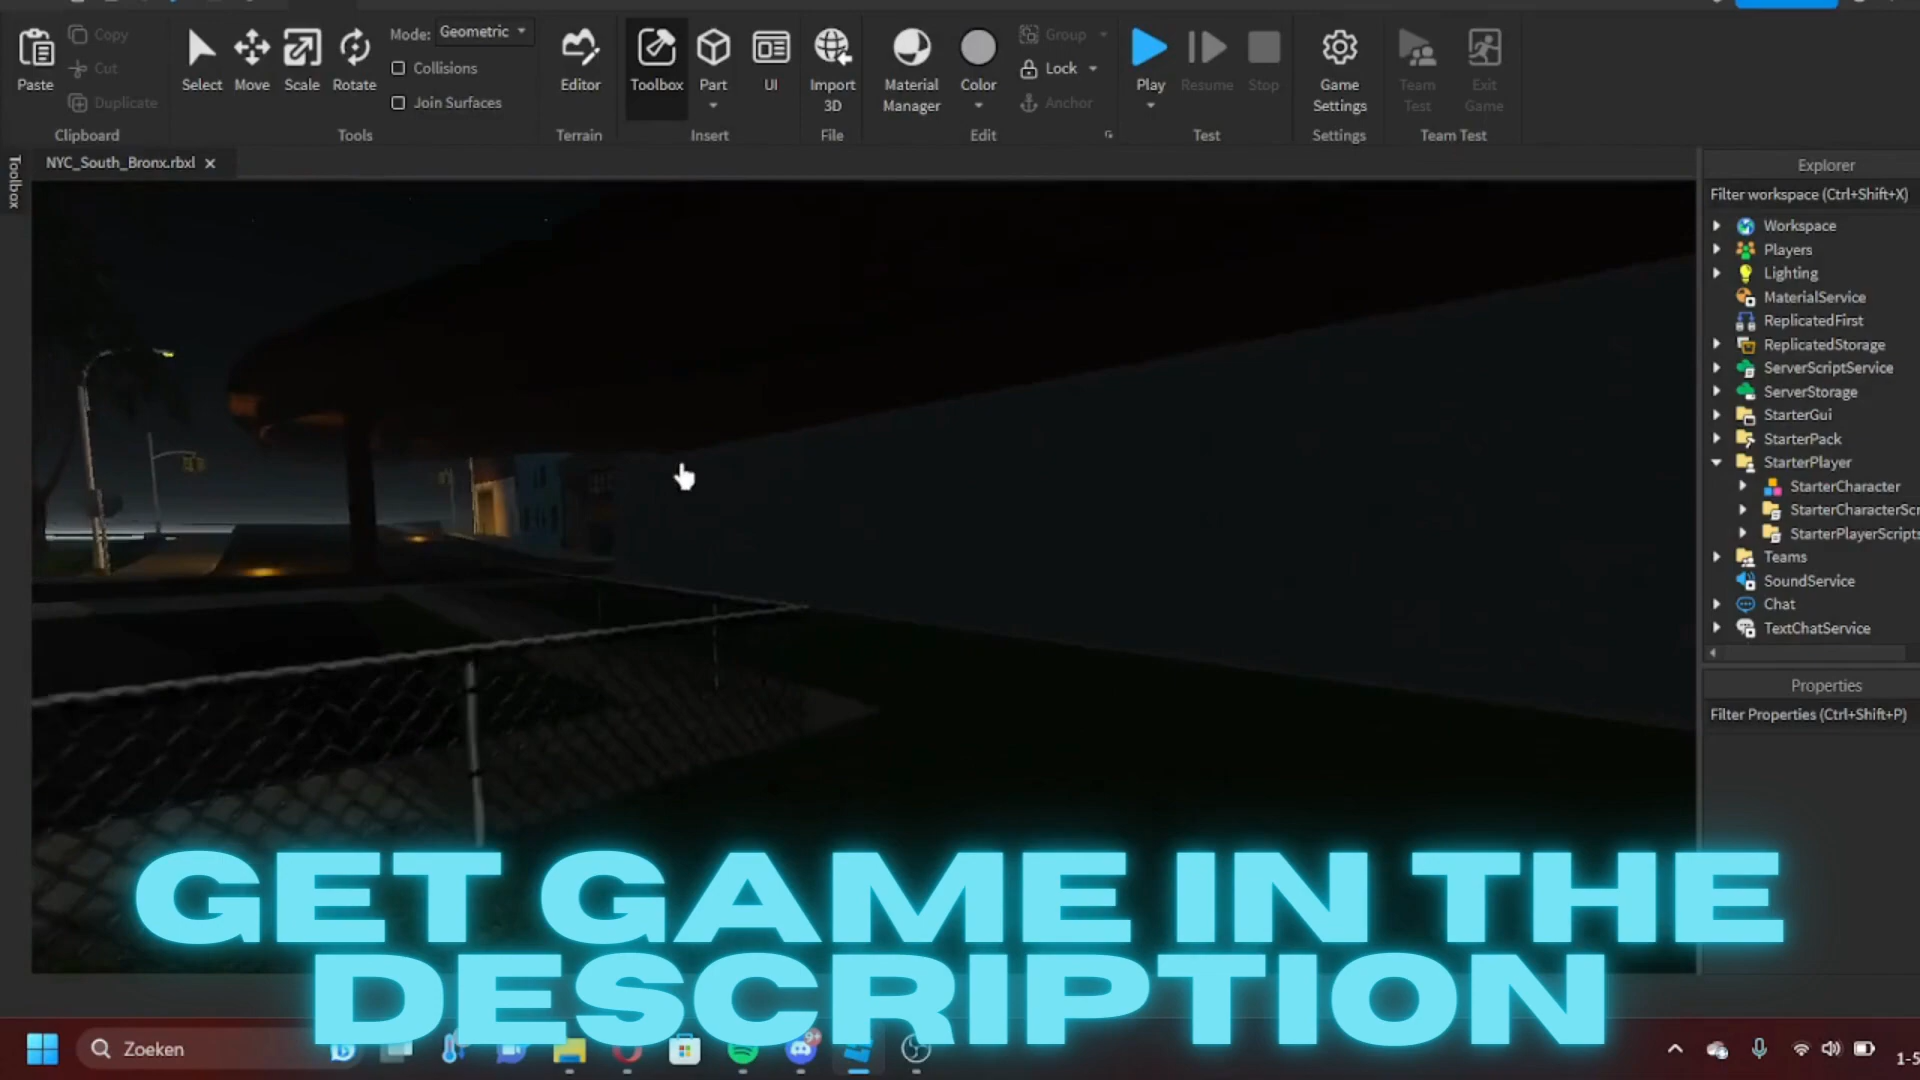 Paste
Copy
Cut
Duplicate
Clipboard
Select
Move
Scale
Rotate
Mode: Geometric
Collisions
Join Surfaces
Tools
Editor
Terrain
Toolbox
Part
UI
Insert
Import
3D
File
Material
Manager
Color
Group
Lock
Anchor
Edit
Play
Resume
Stop
Test
Game
Settings
Settings
Team
Test
Exit
Game
Team Test
Toolbox
NYC_South_Bronx.rbxl
Explorer
Filter workspace (Ctrl+Shift+X)
Workspace
Players
Lighting
MaterialService
ReplicatedFirst
ReplicatedStorage
ServerScriptService
ServerStorage
StarterGui
StarterPack
StarterPlayer
StarterCharacter
StarterCharacterScr
StarterPlayerScripts
Teams
SoundService
Chat
TextChatService
Properties
Filter Properties (Ctrl+Shift+P)
GET GAME IN THE
DESCRIPTION
Zoeken
9+
1-5